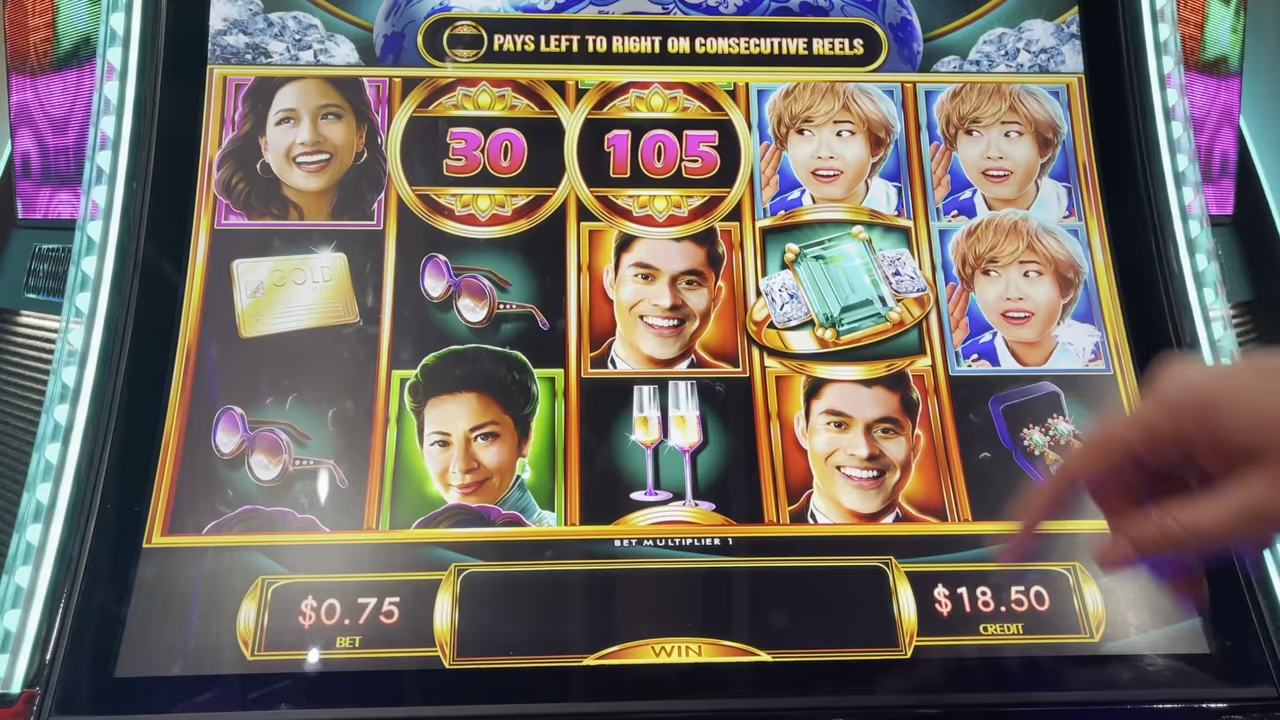 PAYS LEFT TO RIGHT ON CONSECUTIVE REELS
30
105
GOLD
BET MULTIPLIER 1
$0.75
BET
WIN
$18.50
CREDIT